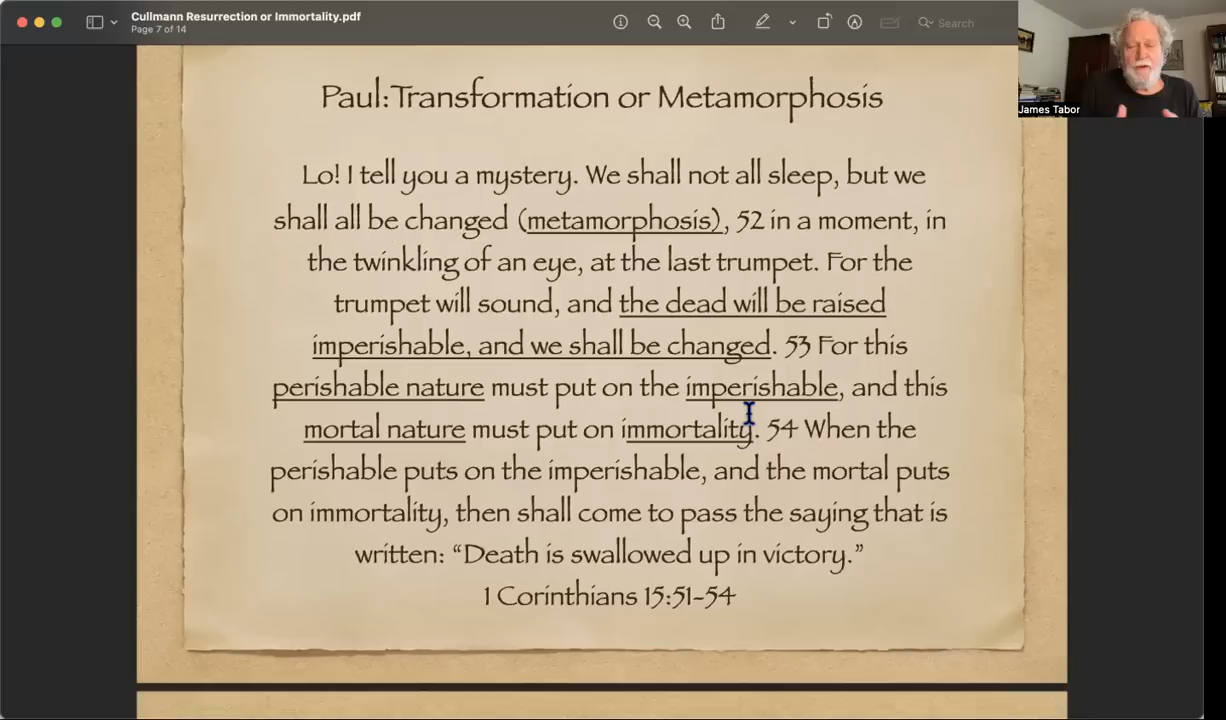 Cullmann Resurrection or Immortality.pdf
Page 7 of 14
Search
James Tabor
Paul: Transformation or Metamorphosis
Lo! I tell you a mystery. We shall not all sleep, but we
shall all be changed (metamorphosis), 52 in a moment, in
the twinkling of an eye, at the last trumpet. For the
trumpet will sound, and the dead will be raised
imperishable, and we shall be changed. 53 For this
perishable nature must put on the imperishable, and this
mortal nature must put on immortality. 54 When the
perishable puts on the imperishable, and the mortal puts
on immortality, then shall come to pass the saying that is
written: “Death is swallowed up in victory.”
1 Corinthians 15:51-54